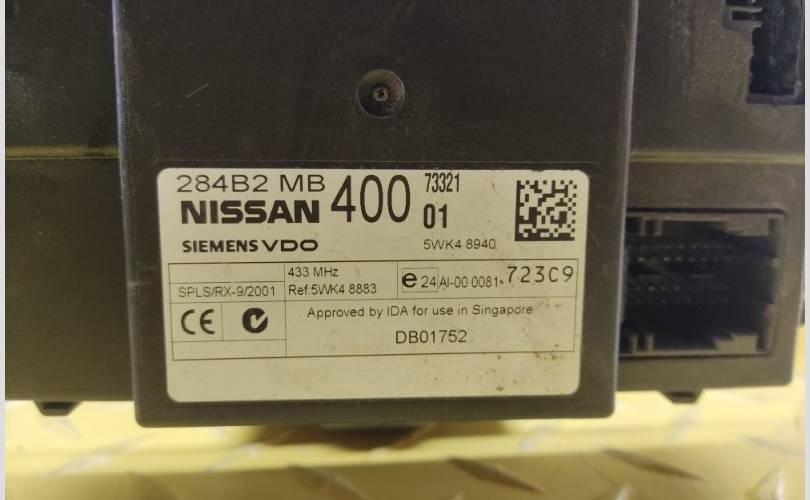 284B2 MB 400 73321
NISSAN 01
SIEMENS VDO 5WK4 8940
433 MHz
SPLS/RX-9/2001 Ref.5WK4 8883 e 24 AI-00 0081- 723C9
CE Approved by IDA for use in Singapore
DB01752